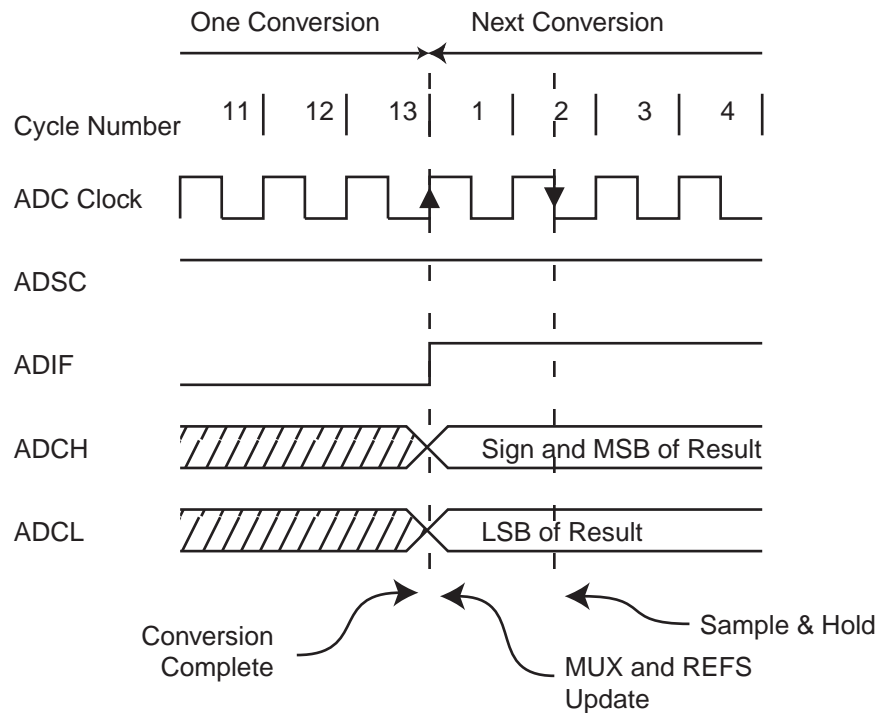 One Conversion Next Conversion
Cycle Number 11 12 13 1 2 3 4
ADC Clock
ADSC
ADIF
ADCH Sign and MSB of Result
ADCL LSB of Result
Conversion
Complete
MUX and REFS
Update
Sample & Hold